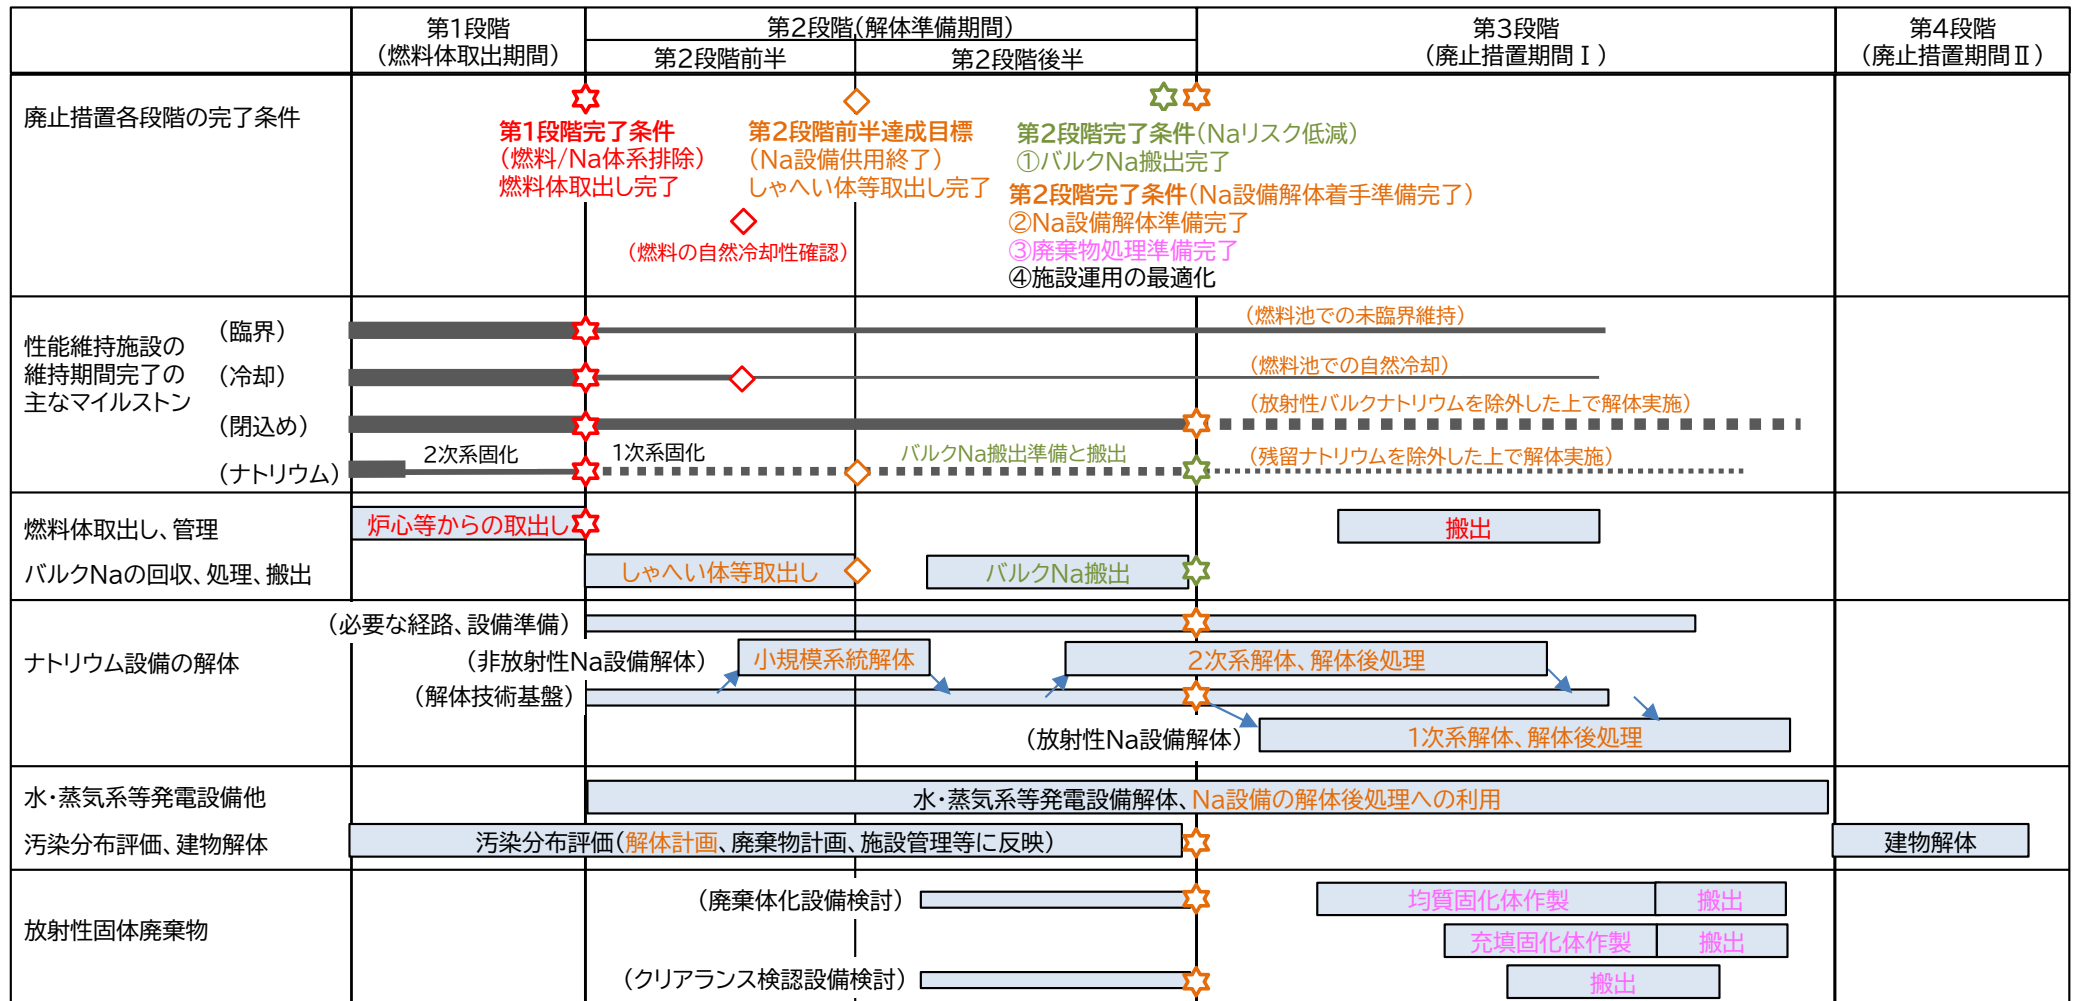 第1段階
（燃料体取出期間）
第2段階(解体準備期間)
第2段階前半
第2段階後半
第3段階
（廃止措置期間Ⅰ）
第4段階
（廃止措置期間Ⅱ）
廃止措置各段階の完了条件
第1段階完了条件
（燃料/Na体系排除）
燃料体取出し完了
第2段階前半達成目標
（Na設備供用終了）
しゃへい体等取出し完了
（燃料の自然冷却性確認）
第2段階完了条件(Naリスク低減)
①バルクNa搬出完了
第2段階完了条件(Na設備解体着手準備完了)
②Na設備解体準備完了
③廃棄物処理準備完了
④施設運用の最適化
性能維持施設の
維持期間完了の
主なマイルストン
（臨界）
（燃料池での未臨界維持）
（冷却）
（燃料池での自然冷却）
（閉込め）
（放射性バルクナトリウムを除外した上で解体実施）
（ナトリウム）
2次系固化
1次系固化
バルクNa搬出準備と搬出
（残留ナトリウムを除外した上で解体実施）
燃料体取出し、管理
炉心等からの取出し
搬出
バルクNaの回収、処理、搬出
しゃへい体等取出し
バルクNa搬出
ナトリウム設備の解体
（必要な経路、設備準備）
（非放射性Na設備解体）
小規模系統解体
2次系解体、解体後処理
（解体技術基盤）
（放射性Na設備解体）
1次系解体、解体後処理
水・蒸気系等発電設備他
水・蒸気系等発電設備解体、Na設備の解体後処理への利用
汚染分布評価、建物解体
汚染分布評価(解体計画、廃棄物計画、施設管理等に反映)
建物解体
放射性固体廃棄物
（廃棄体化設備検討）
均質固化体作製
搬出
充填固化体作製
搬出
（クリアランス検認設備検討）
搬出